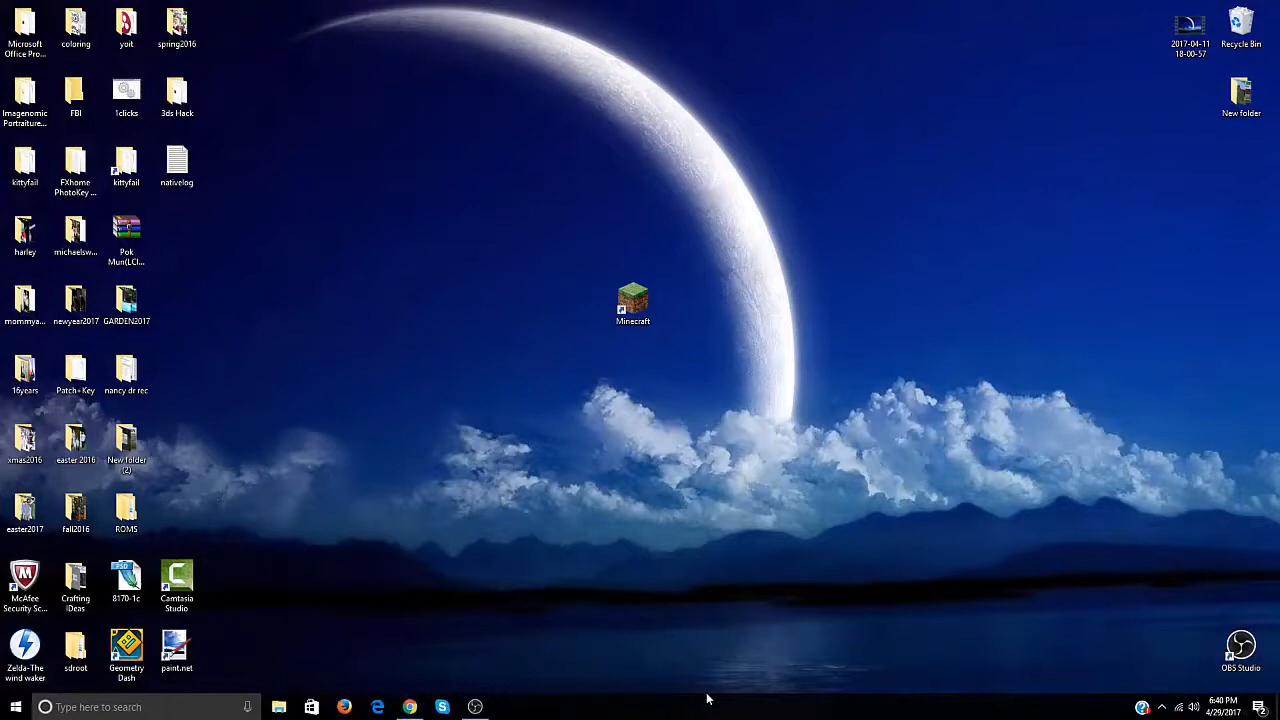 Microsoft
Office Pro...
coloring
yoit
spring2016
Imagenomic
Portraiture...
FBI
1clicks
3ds Hack
kittyfail
FXhome
PhotoKey ...
kittyfail
nativelog
harley
michaelsw...
Pok
Mun(LCI...
mommya...
newyear2017
GARDEN2017
16years
Patch+Key
nancy dr rec
xmas2016
easter 2016
New folder
(2)
easter2017
fall2016
ROMS
McAfee
Security Sc...
Crafting
iDeas
8170-1c
Camtasia
Studio
Zelda-The
wind waker
sdroot
Geometry
Dash
paint.net
Minecraft
2017-04-11
18-00-57
Recycle Bin
New folder
OBS Studio
Type here to search
6:40 PM
4/29/2017
2